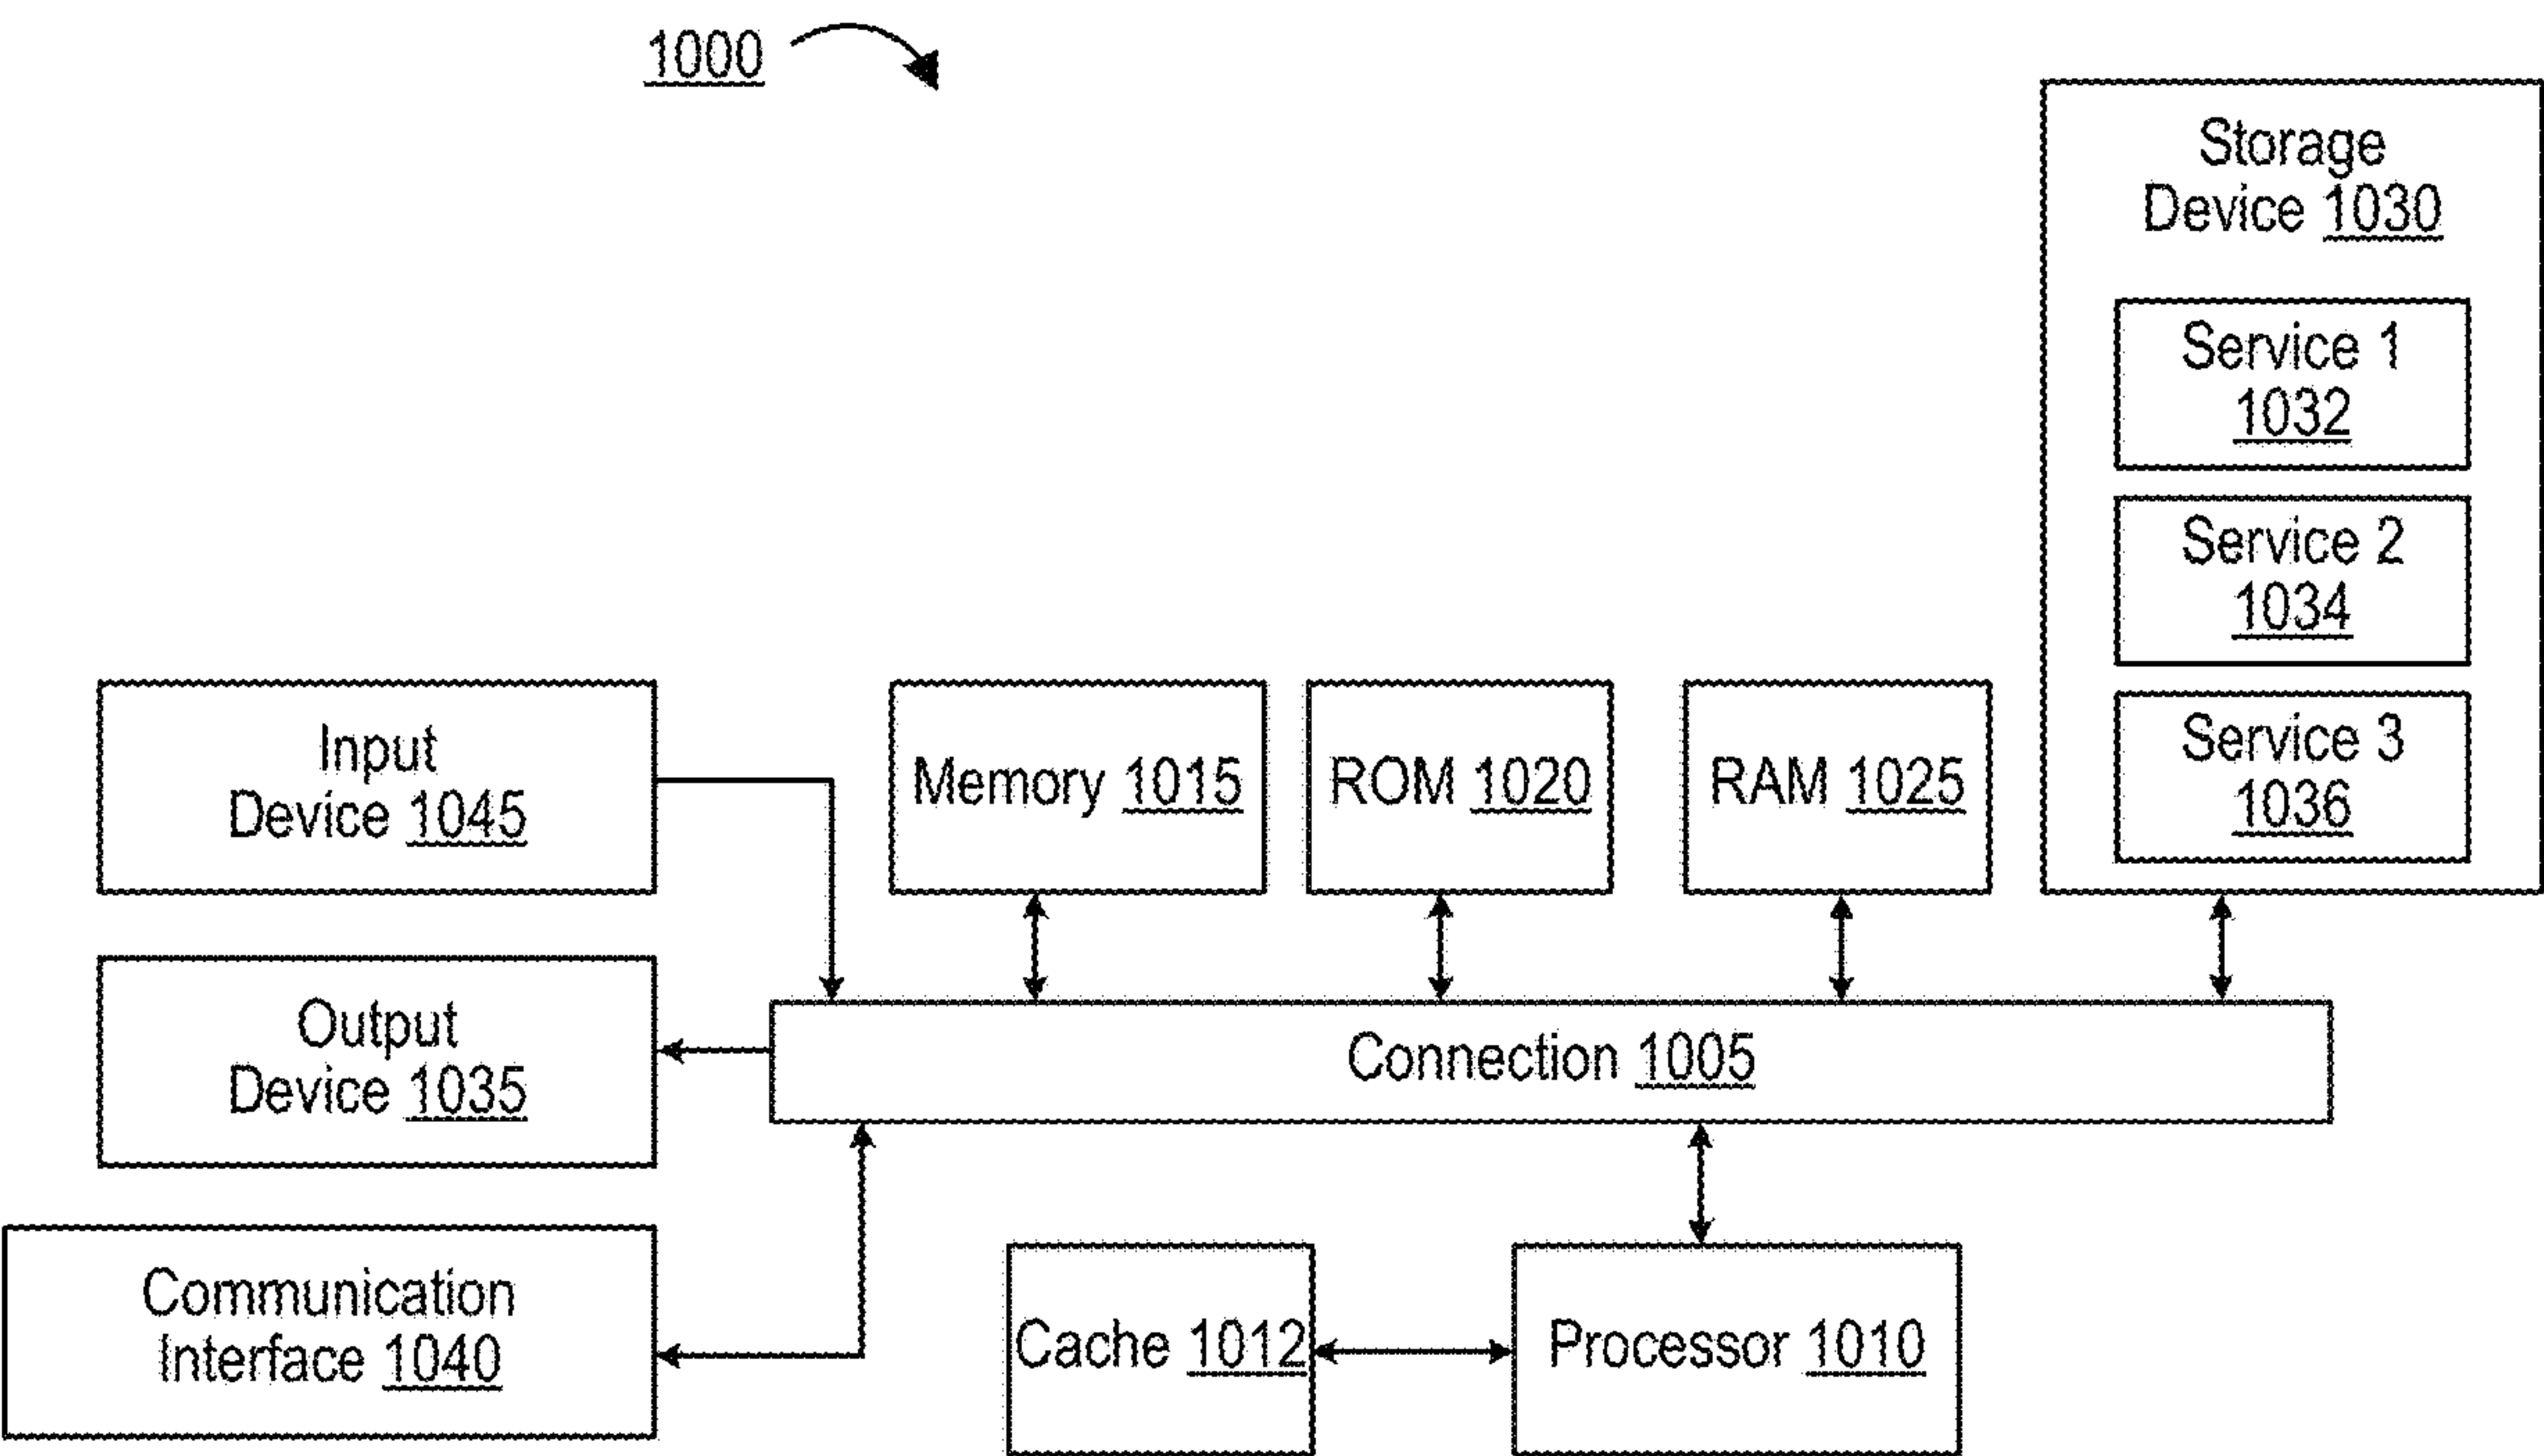 1000
Storage
Device 1030
Service 1
1032
Service 2
1034
Service 3
1036
Input
Device 1045
Memory 1015
ROM 1020
RAM 1025
Output
Device 1035
Connection 1005
Communication
Interface 1040
Cache 1012
Processor 1010